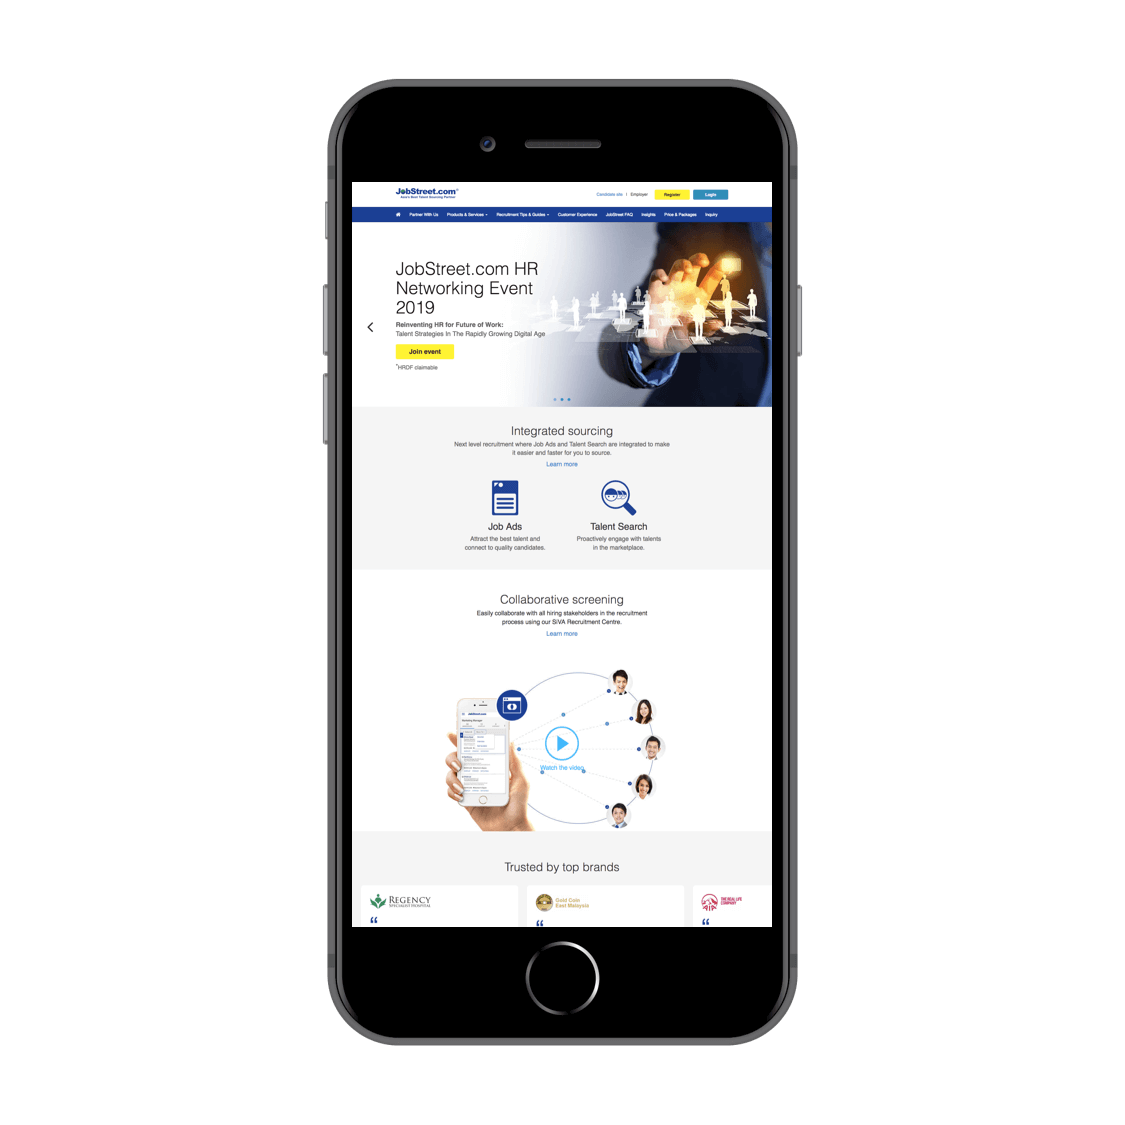 JobStreet.com
Asia's Best Talent Sourcing Partner
Candidate site | Employer Register Login
Partner With Us Products & Services Recruitment Tips & Guides Customer Experience JobStreet FAQ Insights Price & Packages Inquiry
JobStreet.com HR
Networking Event
2019
Reinventing HR for Future of Work:
Talent Strategies In The Rapidly Growing Digital Age
Join event
*HRDF claimable
Integrated sourcing
Next level recruitment where Job Ads and Talent Search are integrated to make
it easier and faster for you to source.
Learn more
Job Ads
Attract the best talent and
connect to quality candidates.
Talent Search
Proactively engage with talents
in the marketplace.
Collaborative screening
Easily collaborate with all hiring stakeholders in the recruitment
process using our SiVA Recruitment Centre.
Learn more
JobStreet.com
Marketing Manager
Watch the video
Trusted by top brands
REGENCY
SPECIALIST HOSPITAL
Gold Coin
East Malaysia
AIA
THE REAL LIFE
COMPANY